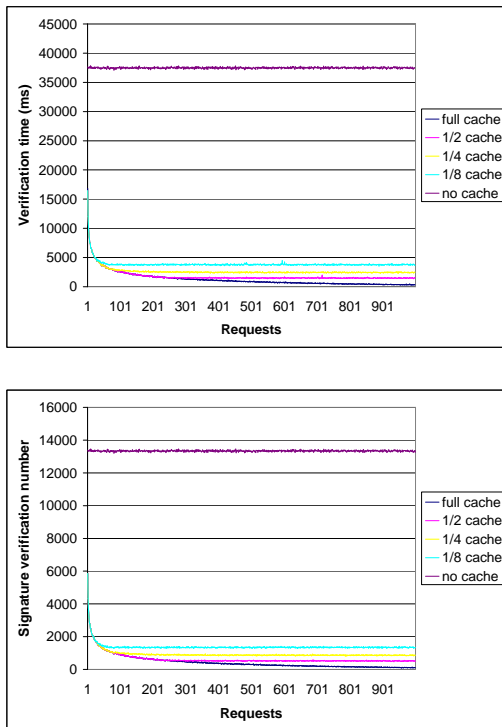 45000
40000
35000
30000
25000
20000
15000
10000
5000
0
Verification time (ms)
1 101 201 301 401 501 601 701 801 901
Requests
full cache
1/2 cache
1/4 cache
1/8 cache
no cache
16000
14000
12000
10000
8000
6000
4000
2000
0
Signature verification number
1 101 201 301 401 501 601 701 801 901
Requests
full cache
1/2 cache
1/4 cache
1/8 cache
no cache